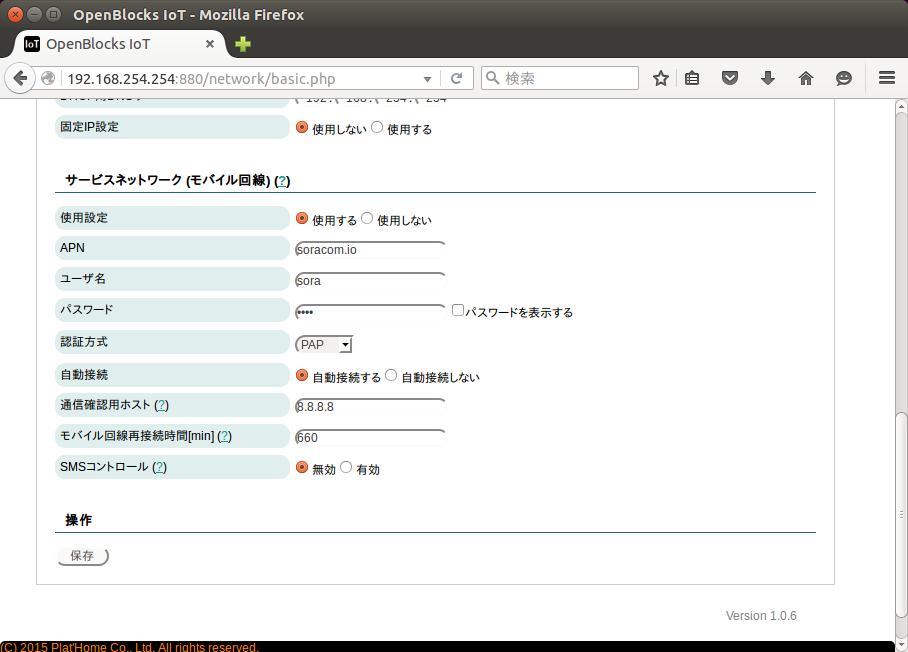 OpenBlocks IoT - Mozilla Firefox
IoT OpenBlocks IoT
192.168.254.254:880/network/basic.php 検索
固定IP設定 使用しない 使用する
サービスネットワーク (モバイル回線) (?)
使用設定 使用する 使用しない
APN soracom.io
ユーザ名 sora
パスワード •••• パスワードを表示する
認証方式 PAP
自動接続 自動接続する 自動接続しない
通信確認用ホスト (?) 8.8.8.8
モバイル回線再接続時間[min] (?) 660
SMSコントロール (?) 無効 有効
操作
保存
Version 1.0.6
(C) 2015 Plat'Home Co., Ltd. All rights reserved.